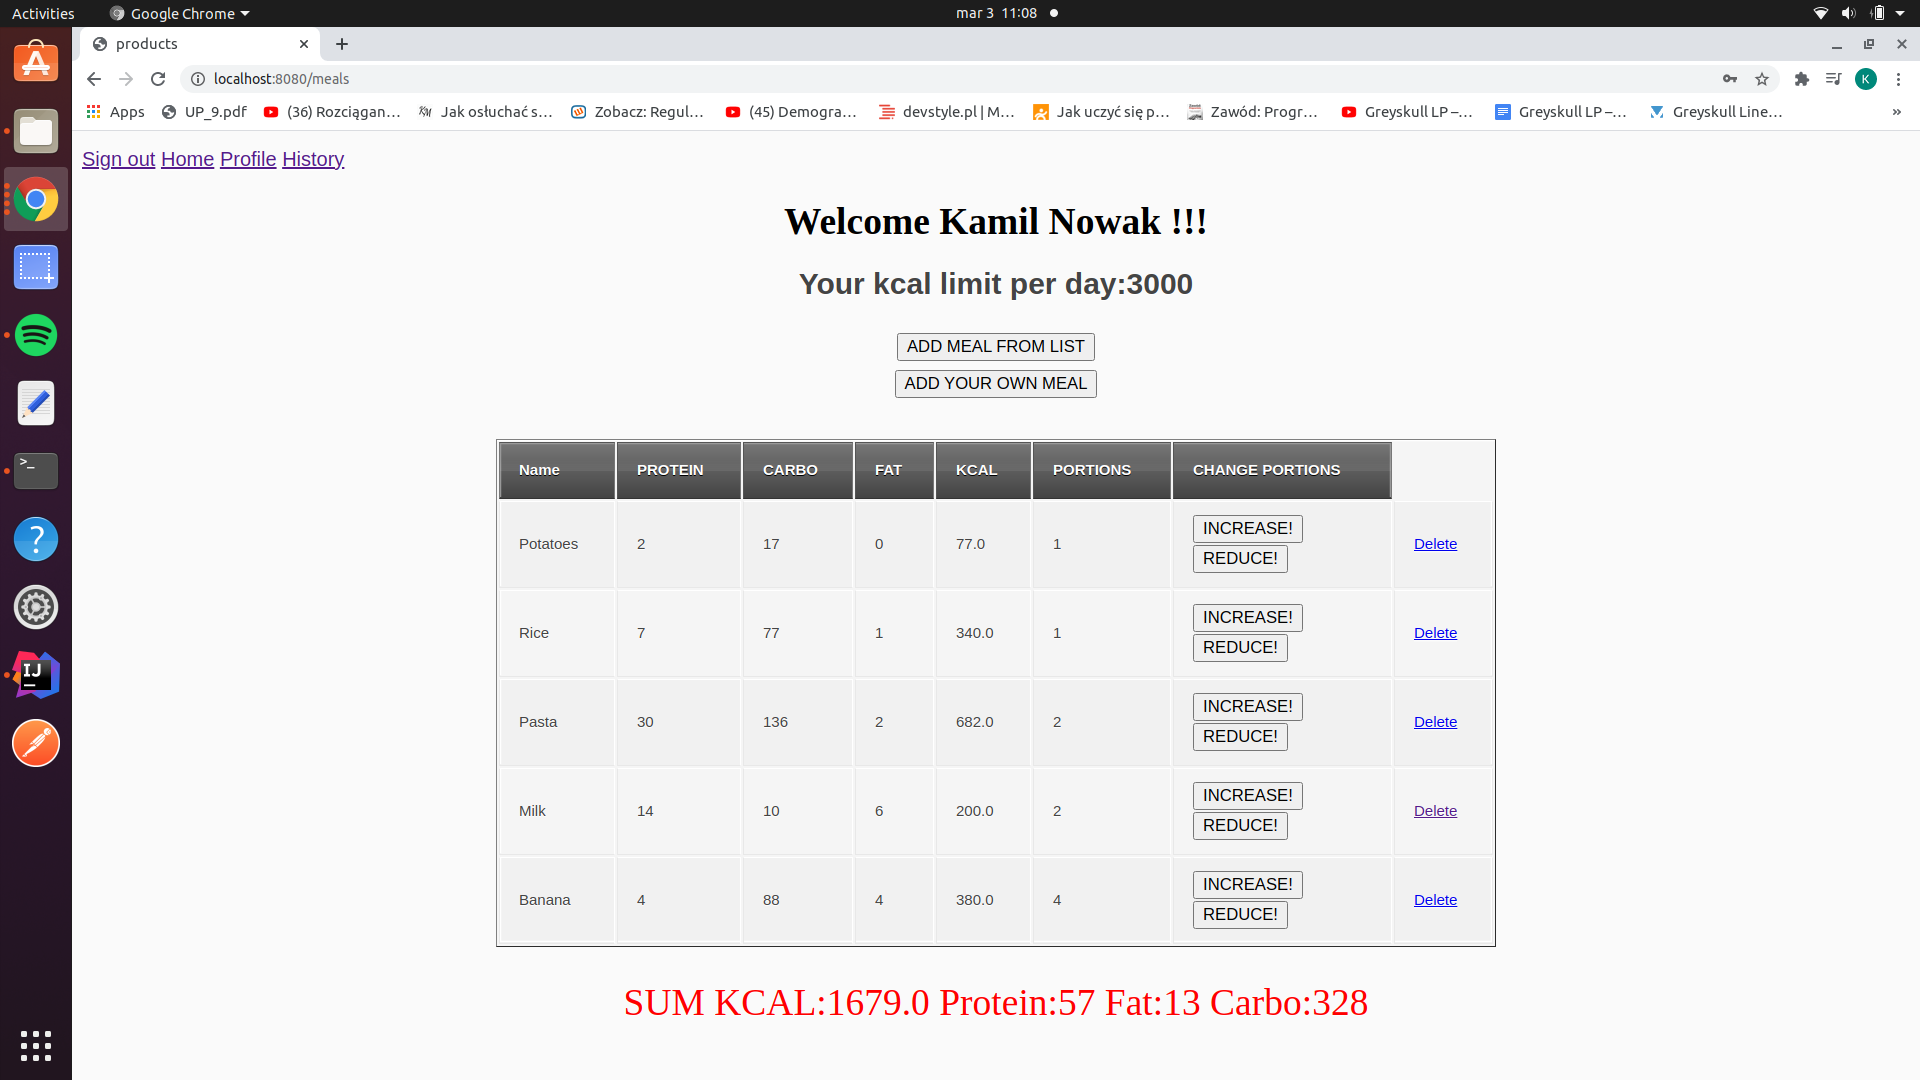 Activities Google Chrome mar 3 11:08
products
localhost:8080/meals K
Apps UP_9.pdf (36) Rozciągan… Jak osłuchać s… Zobacz: Regul… (45) Demogra… devstyle.pl | M… Jak uczyć się p… Zawód: Progr… Greyskull LP –… Greyskull LP –… Greyskull Line… »
Sign out Home Profile History
Welcome Kamil Nowak !!!
Your kcal limit per day:3000
ADD MEAL FROM LIST
ADD YOUR OWN MEAL
Name PROTEIN CARBO FAT KCAL PORTIONS CHANGE PORTIONS
Potatoes 2 17 0 77.0 1 INCREASE! REDUCE! Delete
Rice 7 77 1 340.0 1 INCREASE! REDUCE! Delete
Pasta 30 136 2 682.0 2 INCREASE! REDUCE! Delete
Milk 14 10 6 200.0 2 INCREASE! REDUCE! Delete
Banana 4 88 4 380.0 4 INCREASE! REDUCE! Delete
SUM KCAL:1679.0 Protein:57 Fat:13 Carbo:328
>_
?
IJ